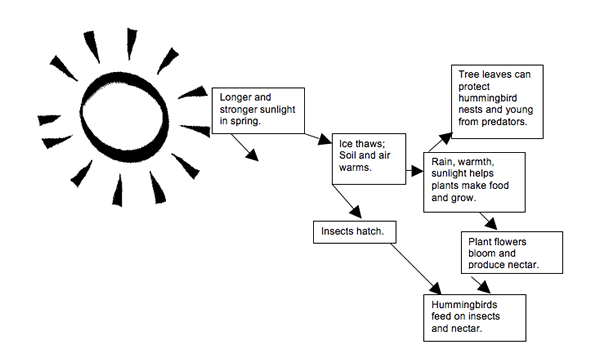 Longer and
stronger sunlight
in spring.
Tree leaves can
protect
hummingbird
nests and young
from predators.
Ice thaws;
Soil and air
warms.
Rain, warmth,
sunlight helps
plants make food
and grow.
Insects hatch.
Plant flowers
bloom and
produce nectar.
Hummingbirds
feed on insects
and nectar.